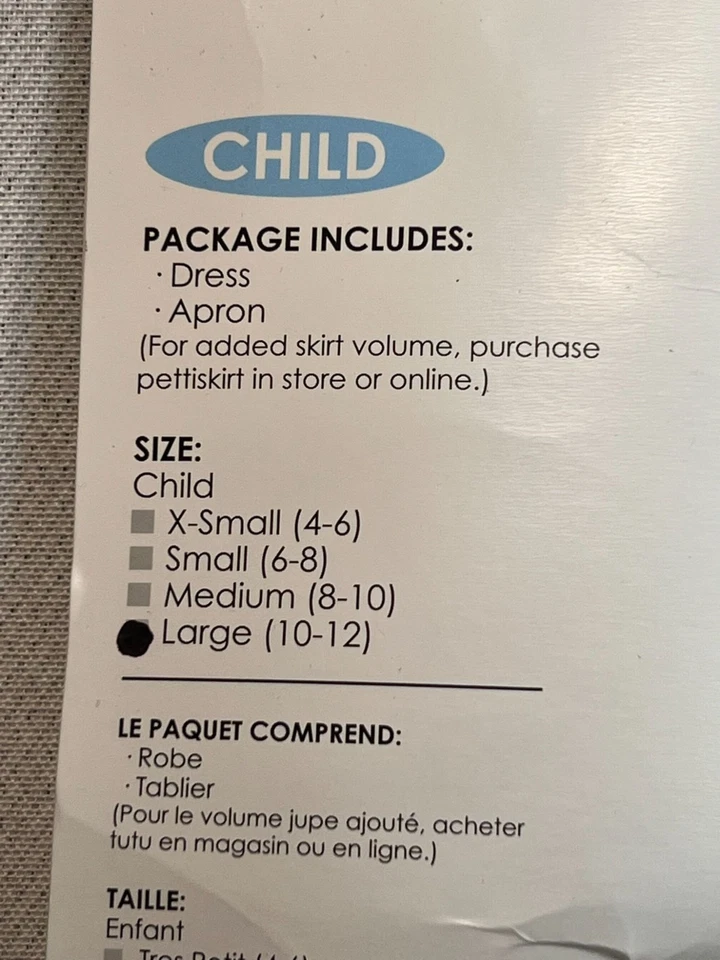 CHILD
PACKAGE INCLUDES:
· Dress
· Apron
(For added skirt volume, purchase
pettiskirt in store or online.)
SIZE:
Child
X-Small (4-6)
Small (6-8)
Medium (8-10)
Large (10-12)
LE PAQUET COMPREND:
· Robe
· Tablier
(Pour le volume jupe ajouté, acheter
tutu en magasin ou en ligne.)
TAILLE:
Enfant
Tres Petit